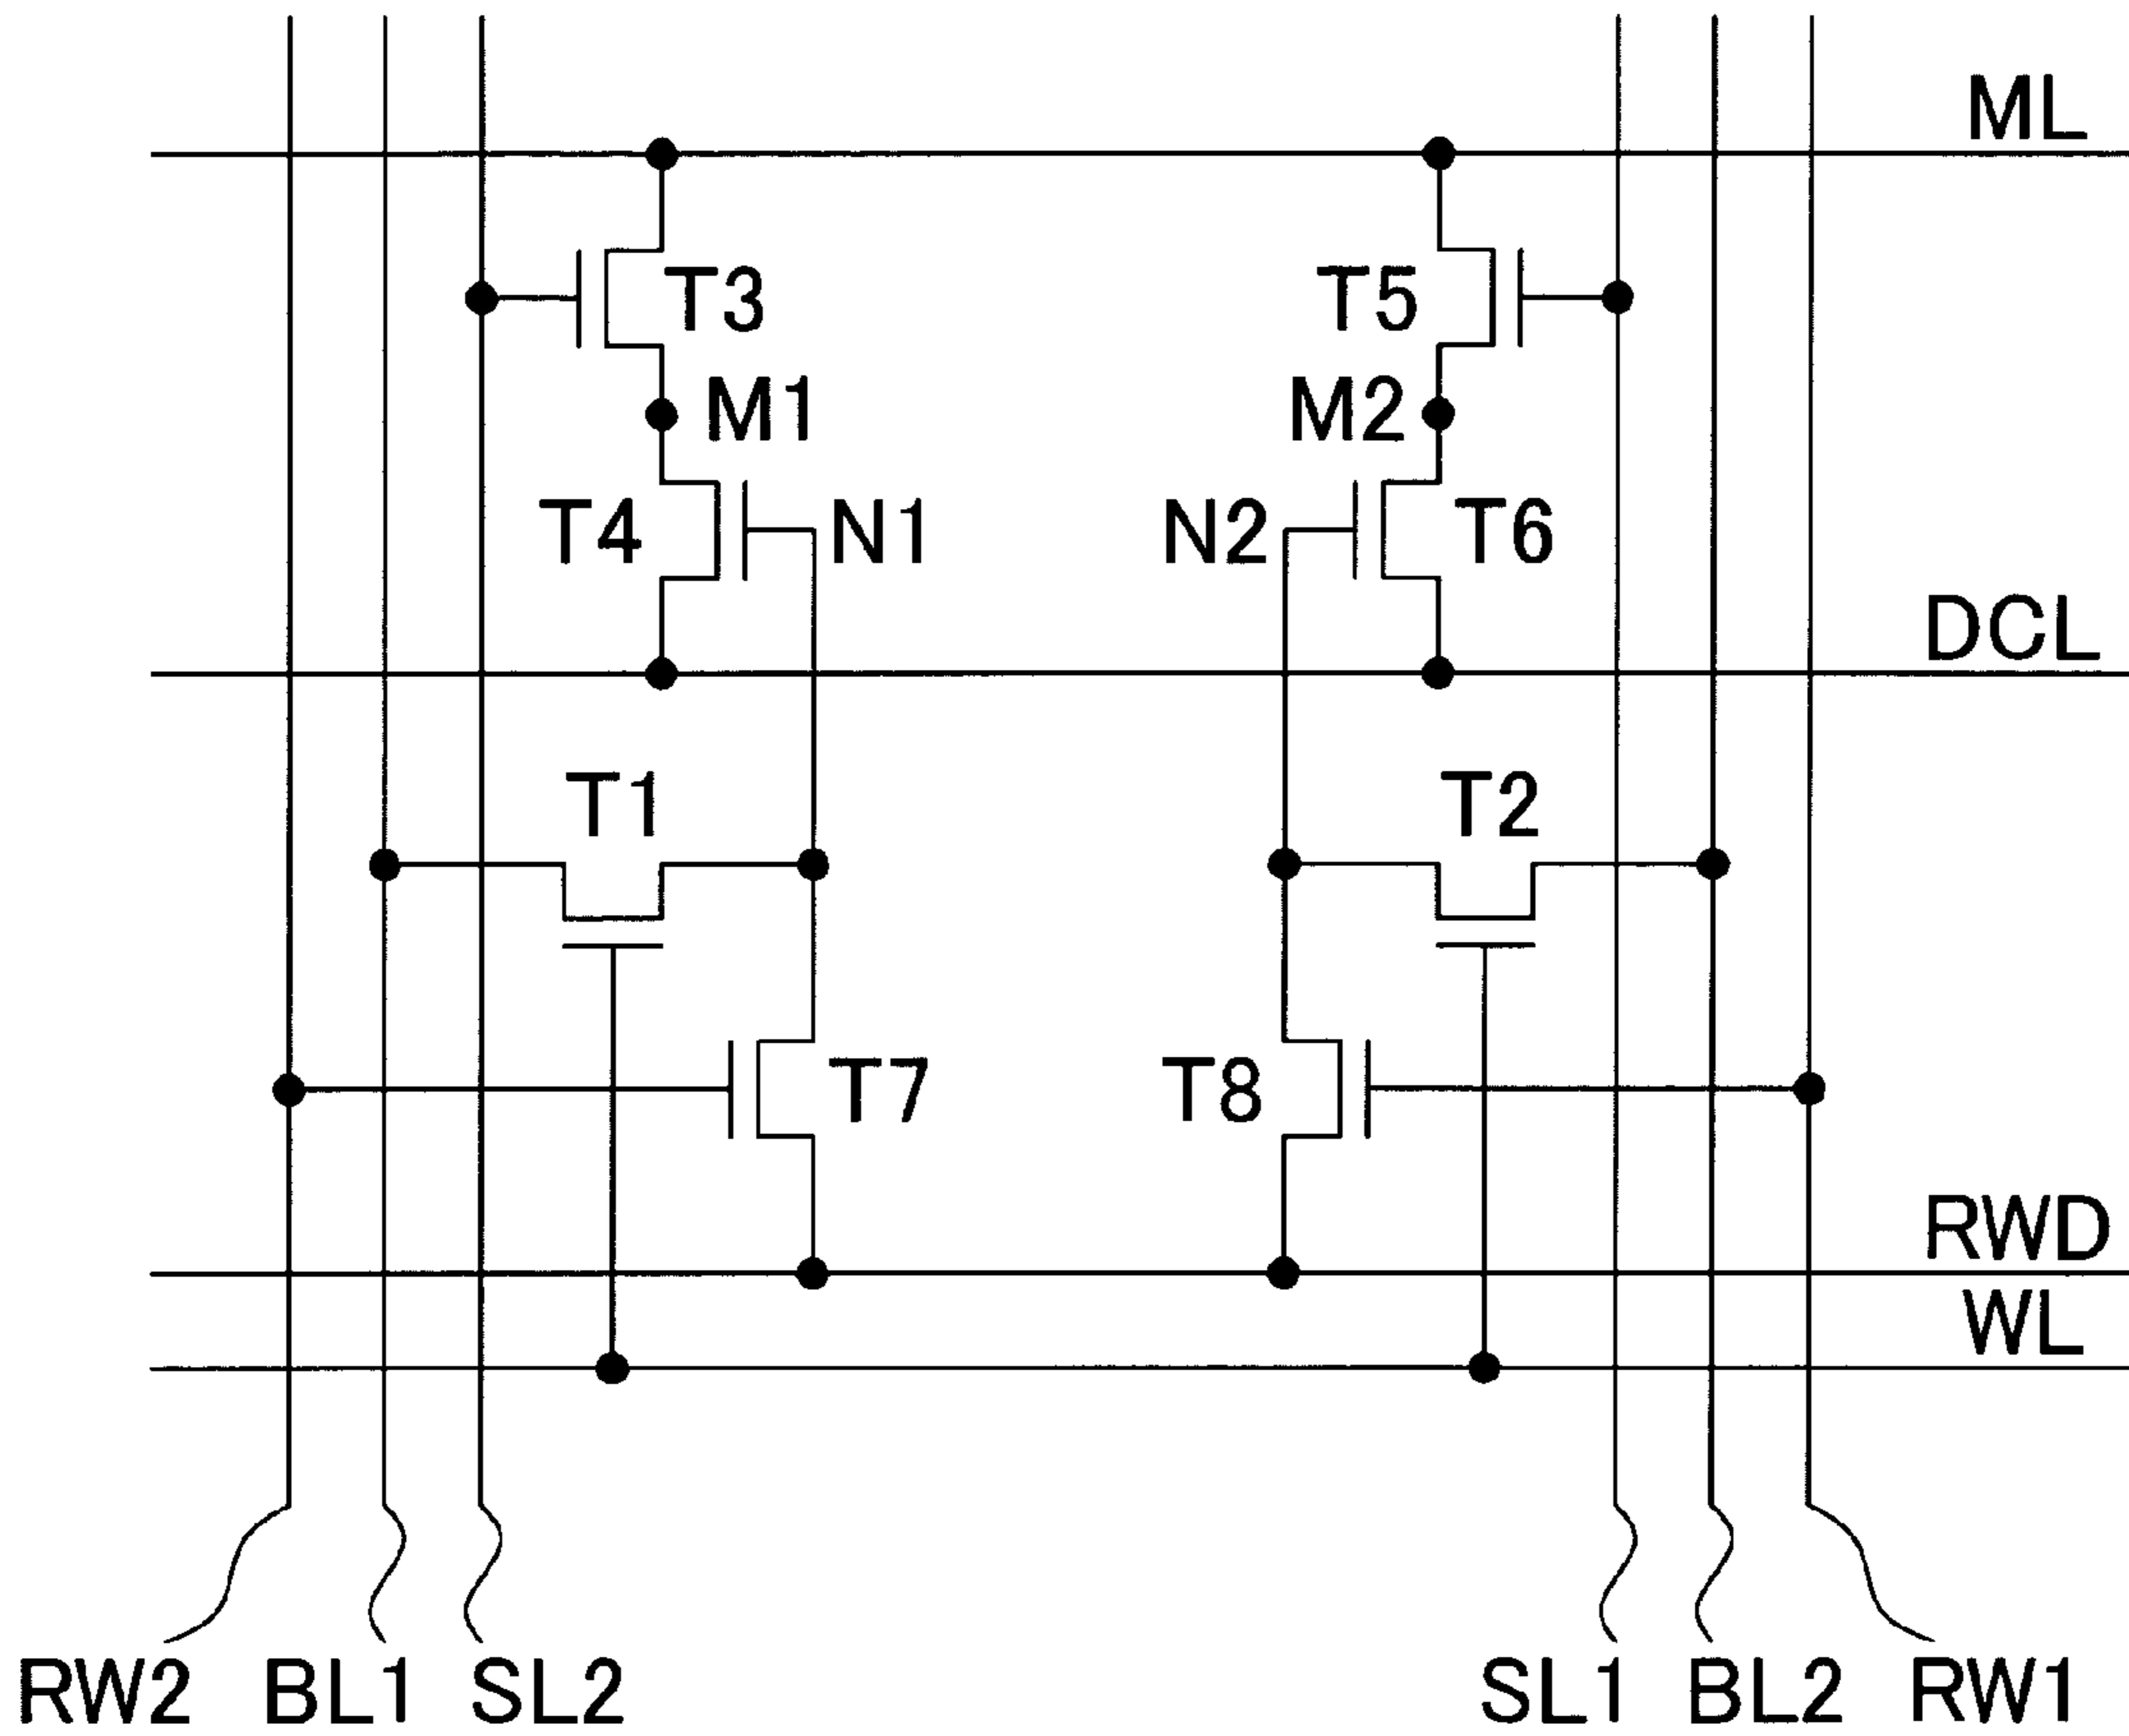 ML
T3 T5
M1 M2
T4 N1 N2 T6
DCL
T1 T2
T7 T8
RWD
WL
RW2 BL1 SL2 SL1 BL2 RW1